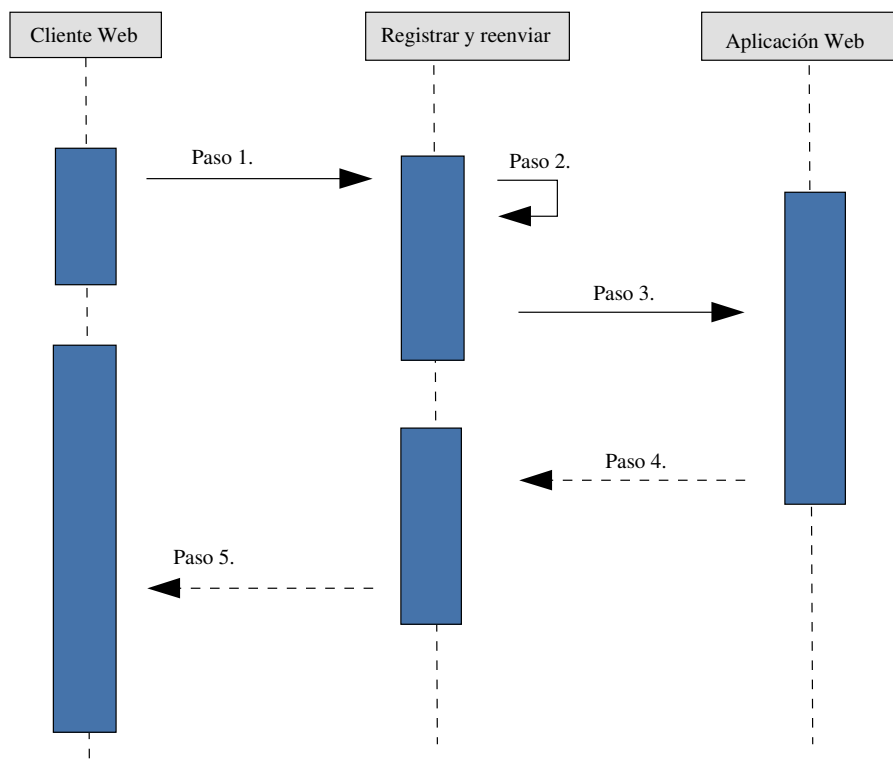 Cliente Web
Registrar y reenviar
Aplicación Web
Paso 1.
Paso 2.
Paso 3.
Paso 4.
Paso 5.